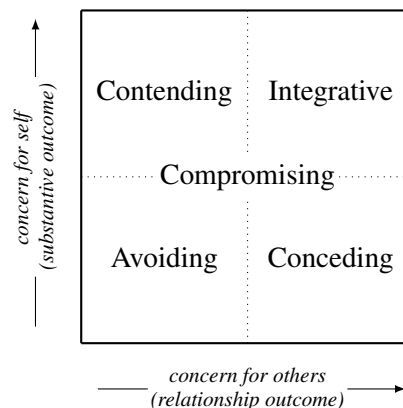 Contending Integrative
Compromising
Avoiding Conceding
concern for self
(substantive outcome)
concern for others
(relationship outcome)